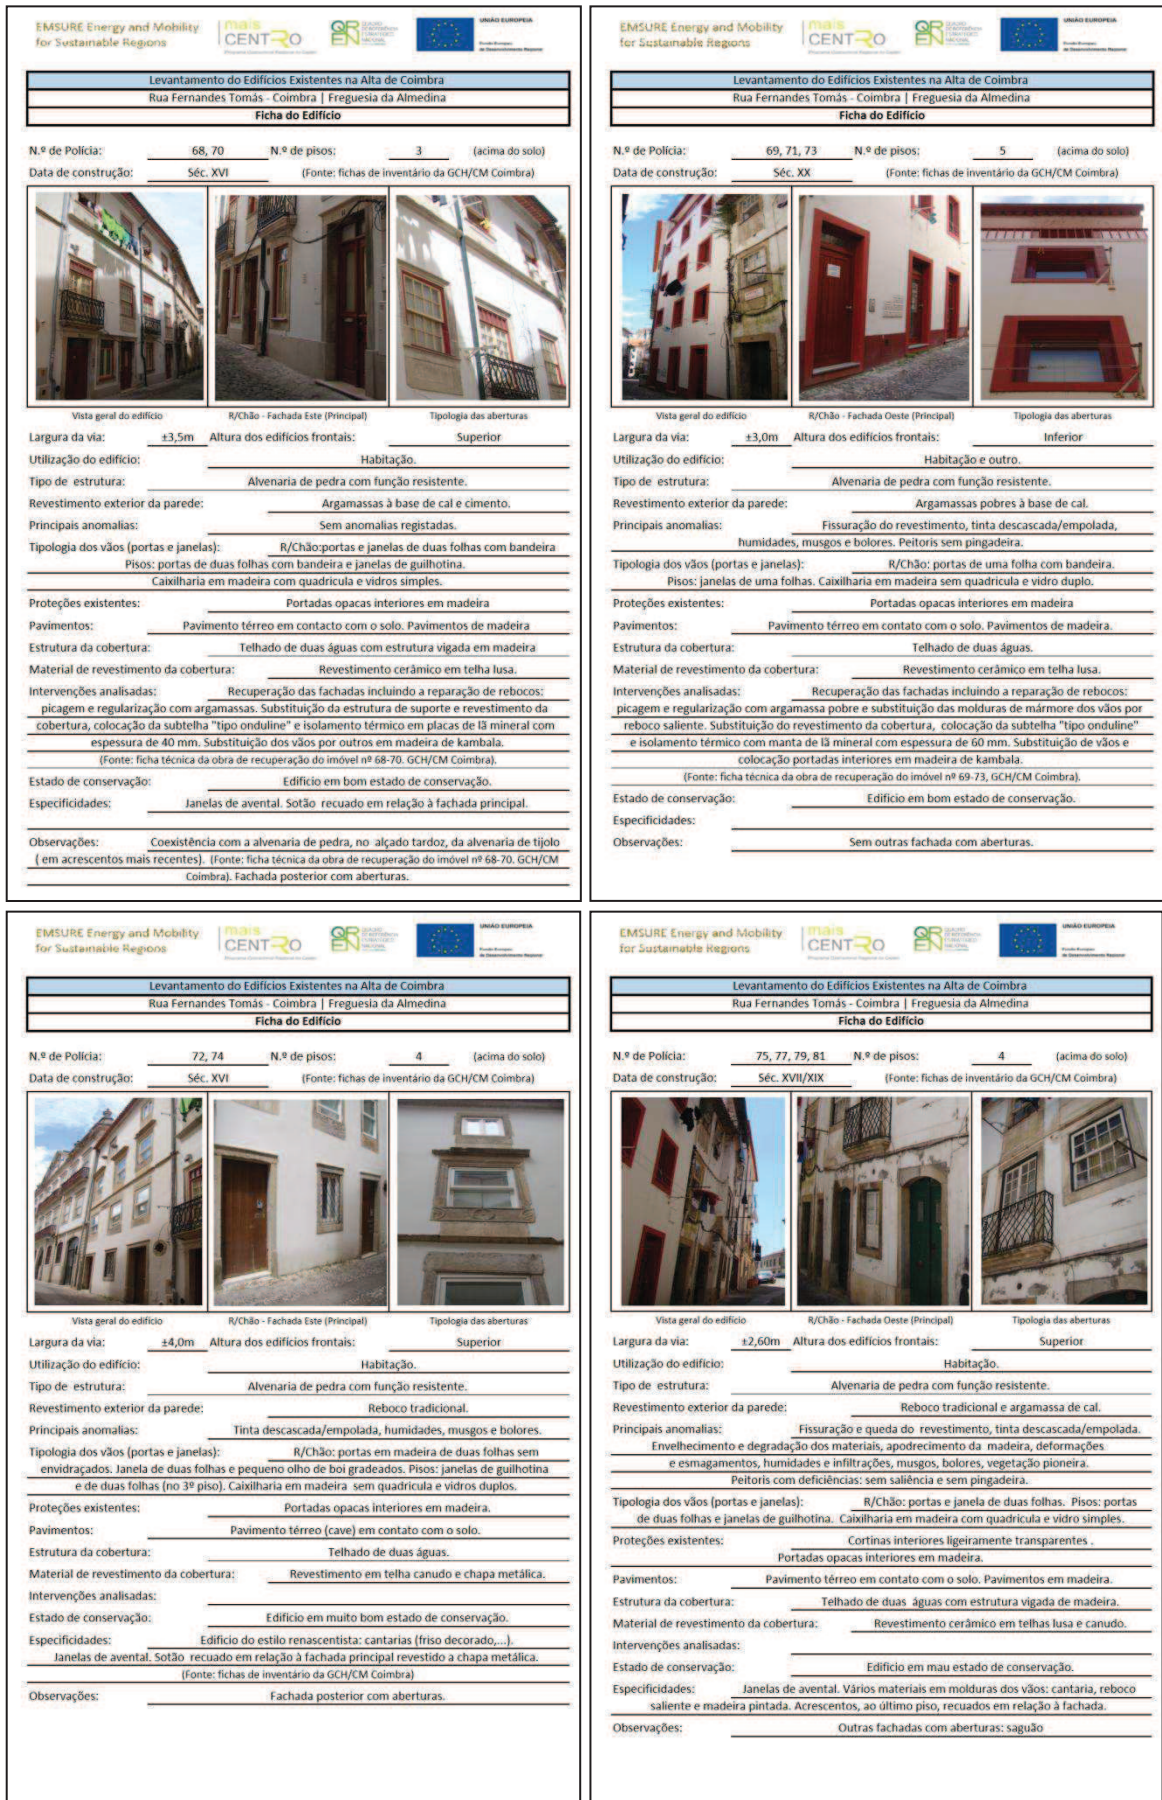 EMSURE Energy and Mobility
for Sustainable Regions
mais
CENTRO
QREN
UNIÃO EUROPEIA
Levantamento do Edifícios Existentes na Alta de Coimbra
Rua Fernandes Tomás - Coimbra | Freguesia da Almedina
Ficha do Edifício
N.º de Polícia: 68, 70 N.º de pisos: 3 (acima do solo)
Data de construção: Séc. XVI (Fonte: fichas de inventário da GCH/CM Coimbra)
Vista geral do edifício R/Chão - Fachada Este (Principal) Tipologia das aberturas
Largura da via: ±3,5m Altura dos edifícios frontais: Superior
Utilização do edifício: Habitação.
Tipo de estrutura: Alvenaria de pedra com função resistente.
Revestimento exterior da parede: Argamassas à base de cal e cimento.
Principais anomalias: Sem anomalias registadas.
Tipologia dos vãos (portas e janelas): R/Chão:portas e janelas de duas folhas com bandeira
Pisos: portas de duas folhas com bandeira e janelas de guilhotina.
Caixilharia em madeira com quadricula e vidros simples.
Proteções existentes: Portadas opacas interiores em madeira
Pavimentos: Pavimento térreo em contacto com o solo. Pavimentos de madeira
Estrutura da cobertura: Telhado de duas águas com estrutura vigada em madeira
Material de revestimento da cobertura: Revestimento cerâmico em telha lusa.
Intervenções analisadas: Recuperação das fachadas incluindo a reparação de rebocos:
picagem e regularização com argamassas. Substituição da estrutura de suporte e revestimento da
cobertura, colocação da subtelha "tipo onduline" e isolamento térmico em placas de lã mineral com
espessura de 40 mm. Substituição dos vãos por outros em madeira de kambala.
(Fonte: ficha técnica da obra de recuperação do imóvel nº 68-70. GCH/CM Coimbra).
Estado de conservação: Edifício em bom estado de conservação.
Especificidades: Janelas de avental. Sotão recuado em relação à fachada principal.
Observações: Coexistência com a alvenaria de pedra, no alçado tardoz, da alvenaria de tijolo
( em acrescentos mais recentes). (Fonte: ficha técnica da obra de recuperação do imóvel nº 68-70. GCH/CM
Coimbra). Fachada posterior com aberturas.
EMSURE Energy and Mobility
for Sustainable Regions
mais
CENTRO
QREN
UNIÃO EUROPEIA
Levantamento do Edifícios Existentes na Alta de Coimbra
Rua Fernandes Tomás - Coimbra | Freguesia da Almedina
Ficha do Edifício
N.º de Polícia: 69, 71, 73 N.º de pisos: 5 (acima do solo)
Data de construção: Séc. XX (Fonte: fichas de inventário da GCH/CM Coimbra)
Vista geral do edifício R/Chão - Fachada Oeste (Principal) Tipologia das aberturas
Largura da via: ±3,0m Altura dos edifícios frontais: Inferior
Utilização do edifício: Habitação e outro.
Tipo de estrutura: Alvenaria de pedra com função resistente.
Revestimento exterior da parede: Argamassas pobres à base de cal.
Principais anomalias: Fissuração do revestimento, tinta descascada/empolada,
humidades, musgos e bolores. Peitoris sem pingadeira.
Tipologia dos vãos (portas e janelas): R/Chão: portas de uma folha com bandeira.
Pisos: janelas de uma folhas. Caixilharia em madeira sem quadricula e vidro duplo.
Proteções existentes: Portadas opacas interiores em madeira
Pavimentos: Pavimento térreo em contato com o solo. Pavimentos de madeira.
Estrutura da cobertura: Telhado de duas águas.
Material de revestimento da cobertura: Revestimento cerâmico em telha lusa.
Intervenções analisadas: Recuperação das fachadas incluindo a reparação de rebocos:
picagem e regularização com argamassa pobre e substituição das molduras de mármore dos vãos por
reboco saliente. Substituição do revestimento da cobertura, colocação da subtelha "tipo onduline"
e isolamento térmico com manta de lã mineral com espessura de 60 mm. Substituição de vãos e
colocação portadas interiores em madeira de kambala.
(Fonte: ficha técnica da obra de recuperação do imóvel nº 69-73, GCH/CM Coimbra).
Estado de conservação: Edifício em bom estado de conservação.
Especificidades:
Observações: Sem outras fachada com aberturas.
EMSURE Energy and Mobility
for Sustainable Regions
mais
CENTRO
QREN
UNIÃO EUROPEIA
Levantamento do Edifícios Existentes na Alta de Coimbra
Rua Fernandes Tomás - Coimbra | Freguesia da Almedina
Ficha do Edifício
N.º de Polícia: 72, 74 N.º de pisos: 4 (acima do solo)
Data de construção: Séc. XVI (Fonte: fichas de inventário da GCH/CM Coimbra)
Vista geral do edifício R/Chão - Fachada Este (Principal) Tipologia das aberturas
Largura da via: ±4,0m Altura dos edifícios frontais: Superior
Utilização do edifício: Habitação.
Tipo de estrutura: Alvenaria de pedra com função resistente.
Revestimento exterior da parede: Reboco tradicional.
Principais anomalias: Tinta descascada/empolada, humidades, musgos e bolores.
Tipologia dos vãos (portas e janelas): R/Chão: portas em madeira de duas folhas sem
envidraçados. Janela de duas folhas e pequeno olho de boi gradeados. Pisos: janelas de guilhotina
e de duas folhas (no 3º piso). Caixilharia em madeira sem quadricula e vidros duplos.
Proteções existentes: Portadas opacas interiores em madeira.
Pavimentos: Pavimento térreo (cave) em contato com o solo.
Estrutura da cobertura: Telhado de duas águas.
Material de revestimento da cobertura: Revestimento em telha canudo e chapa metálica.
Intervenções analisadas:
Estado de conservação: Edifício em muito bom estado de conservação.
Especificidades: Edifício do estilo renascentista: cantarias (friso decorado,...).
Janelas de avental. Sotão recuado em relação à fachada principal revestido a chapa metálica.
(Fonte: fichas de inventário da GCH/CM Coimbra)
Observações: Fachada posterior com aberturas.
EMSURE Energy and Mobility
for Sustainable Regions
mais
CENTRO
QREN
UNIÃO EUROPEIA
Levantamento do Edifícios Existentes na Alta de Coimbra
Rua Fernandes Tomás - Coimbra | Freguesia da Almedina
Ficha do Edifício
N.º de Polícia: 75, 77, 79, 81 N.º de pisos: 4 (acima do solo)
Data de construção: Séc. XVII/XIX (Fonte: fichas de inventário da GCH/CM Coimbra)
Vista geral do edifício R/Chão - Fachada Oeste (Principal) Tipologia das aberturas
Largura da via: ±2,60m Altura dos edifícios frontais: Superior
Utilização do edifício: Habitação.
Tipo de estrutura: Alvenaria de pedra com função resistente.
Revestimento exterior da parede: Reboco tradicional e argamassa de cal.
Principais anomalias: Fissuração e queda do revestimento, tinta descascada/empolada.
Envelhecimento e degradação dos materiais, apodrecimento da madeira, deformações
e esmagamentos, humidades e infiltrações, musgos, bolores, vegetação pioneira.
Peitoris com deficiências: sem saliência e sem pingadeira.
Tipologia dos vãos (portas e janelas): R/Chão: portas e janela de duas folhas. Pisos: portas
de duas folhas e janelas de guilhotina. Caixilharia em madeira com quadricula e vidro simples.
Proteções existentes: Cortinas interiores ligeiramente transparentes .
Portadas opacas interiores em madeira.
Pavimentos: Pavimento térreo em contato com o solo. Pavimentos em madeira.
Estrutura da cobertura: Telhado de duas águas com estrutura vigada de madeira.
Material de revestimento da cobertura: Revestimento cerâmico em telhas lusa e canudo.
Intervenções analisadas:
Estado de conservação: Edifício em mau estado de conservação.
Especificidades: Janelas de avental. Vários materiais em molduras dos vãos: cantaria, reboco
saliente e madeira pintada. Acrescentos, ao último piso, recuados em relação à fachada.
Observações: Outras fachadas com aberturas: saguão